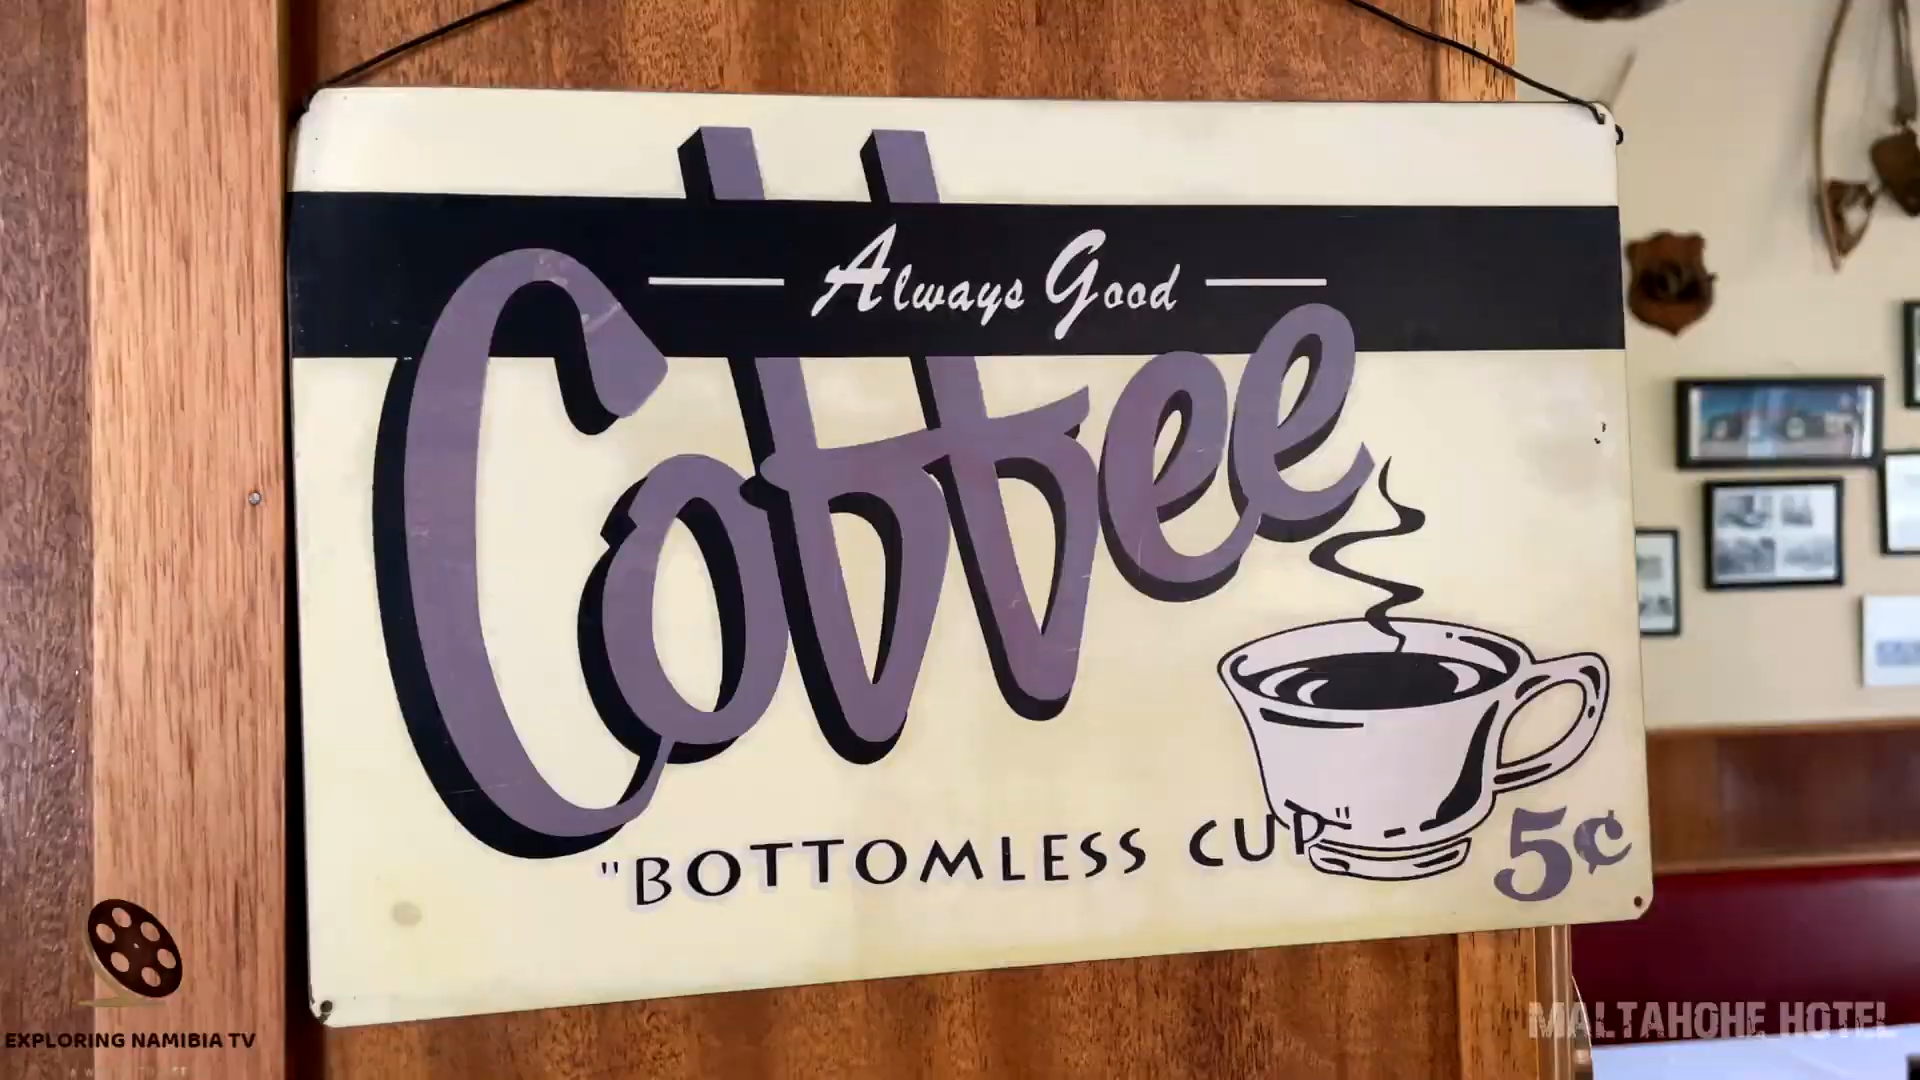 Always Good
Coffee
"BOTTOMLESS CUP"
5¢
EXPLORING NAMIBIA TV
MALTAHOHE HOTEL